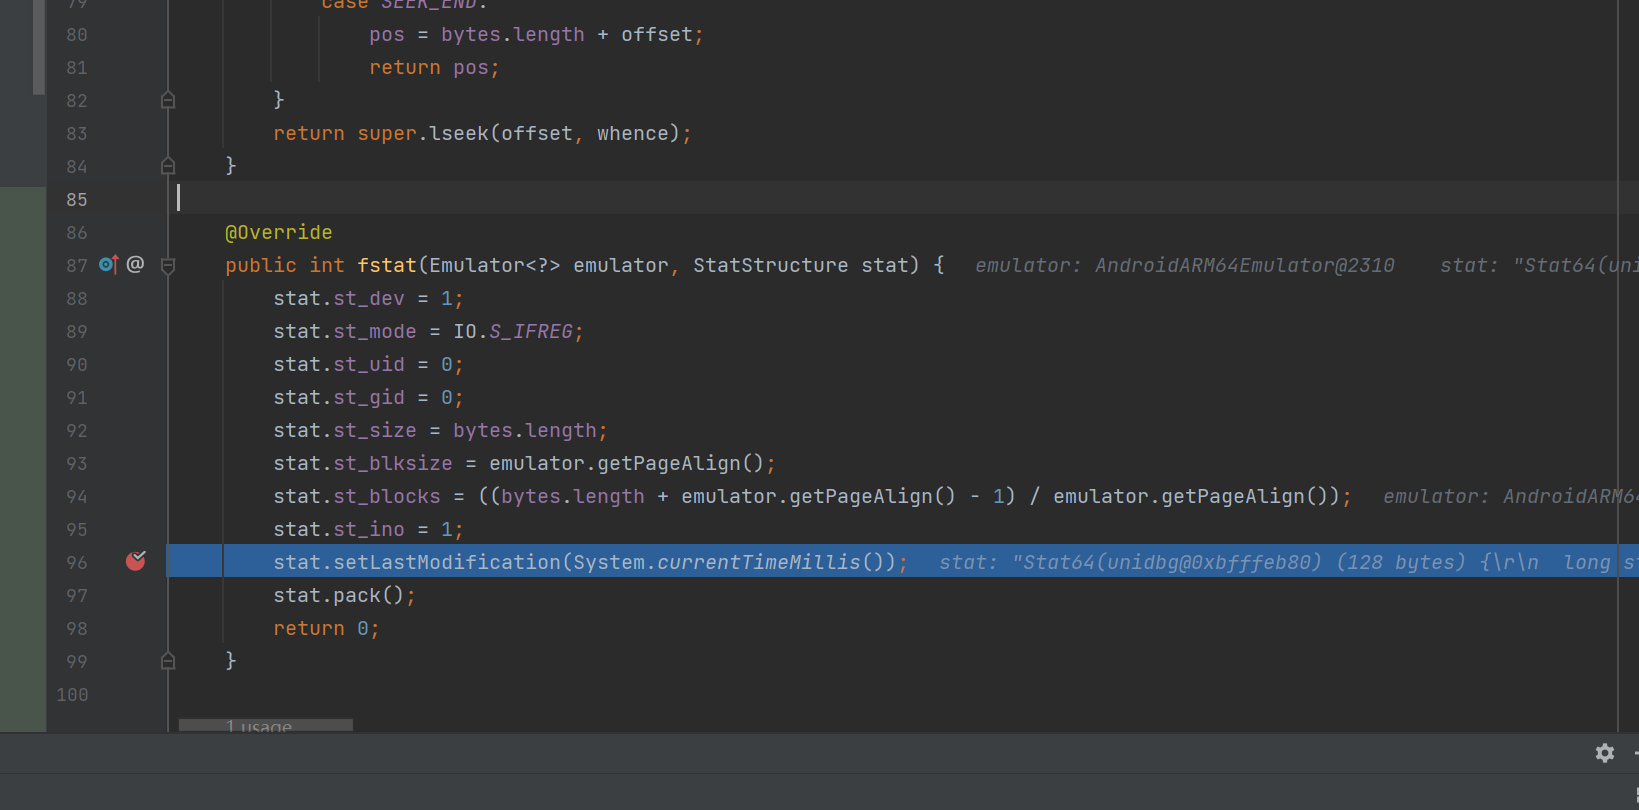 79 case SEEK_END:
80 pos = bytes.length + offset;
81 return pos;
82 }
83 return super.lseek(offset, whence);
84 }
85
86 @Override
87 @ public int fstat(Emulator<?> emulator, StatStructure stat) { emulator: AndroidARM64Emulator@2310 stat: "Stat64(uni
88 stat.st_dev = 1;
89 stat.st_mode = IO.S_IFREG;
90 stat.st_uid = 0;
91 stat.st_gid = 0;
92 stat.st_size = bytes.length;
93 stat.st_blksize = emulator.getPageAlign();
94 stat.st_blocks = ((bytes.length + emulator.getPageAlign() - 1) / emulator.getPageAlign()); emulator: AndroidARM64
95 stat.st_ino = 1;
96 stat.setLastModification(System.currentTimeMillis()); stat: "Stat64(unidbg@0xbfffeb80) (128 bytes) {\r\n long st
97 stat.pack();
98 return 0;
99 }
100
1 usage